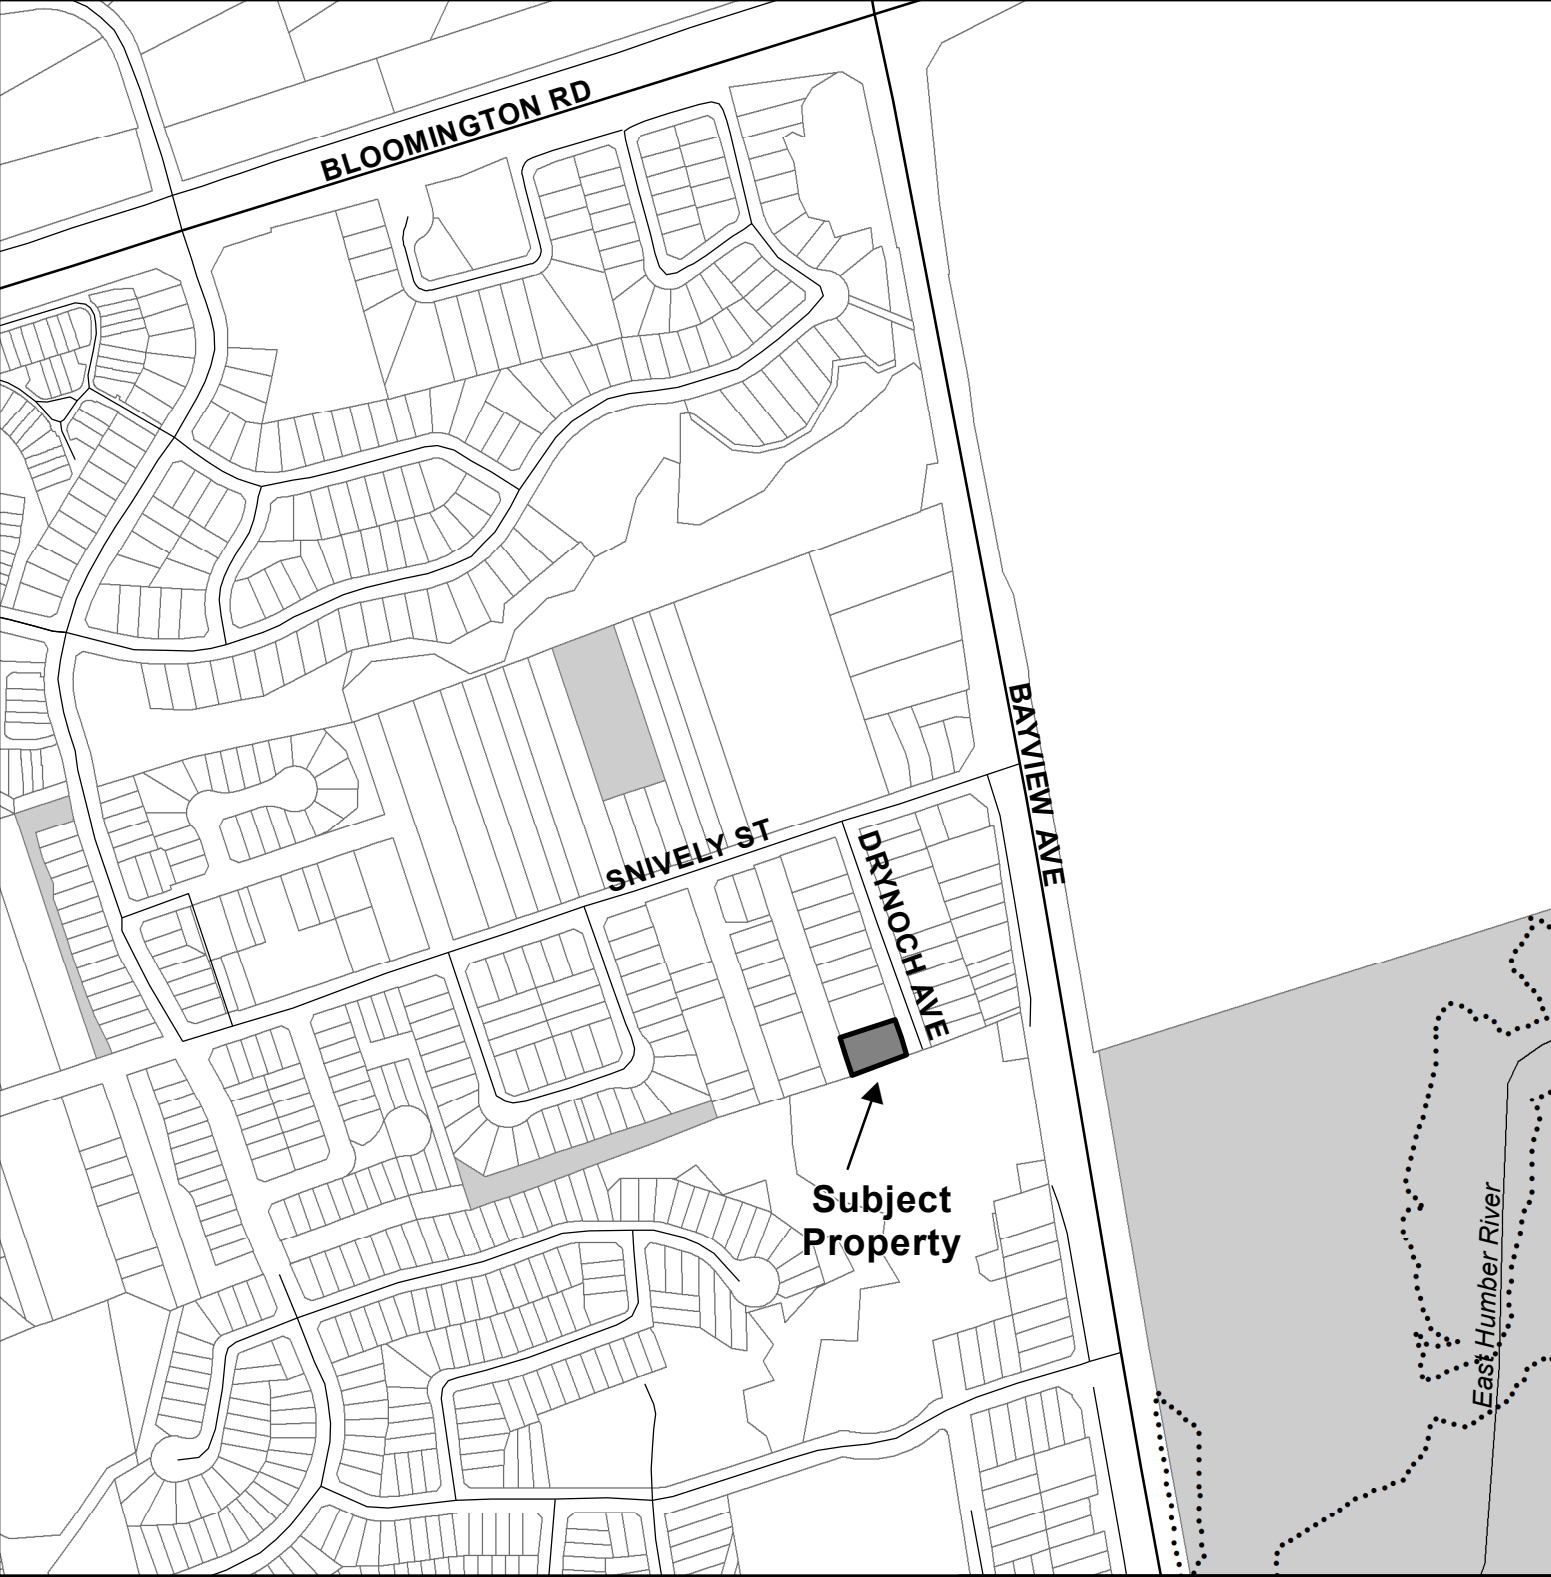 BLOOMINGTON RD
BAYVIEW AVE
SNIVELY ST
DRYNOCH AVE
Subject
Property
East Humber River